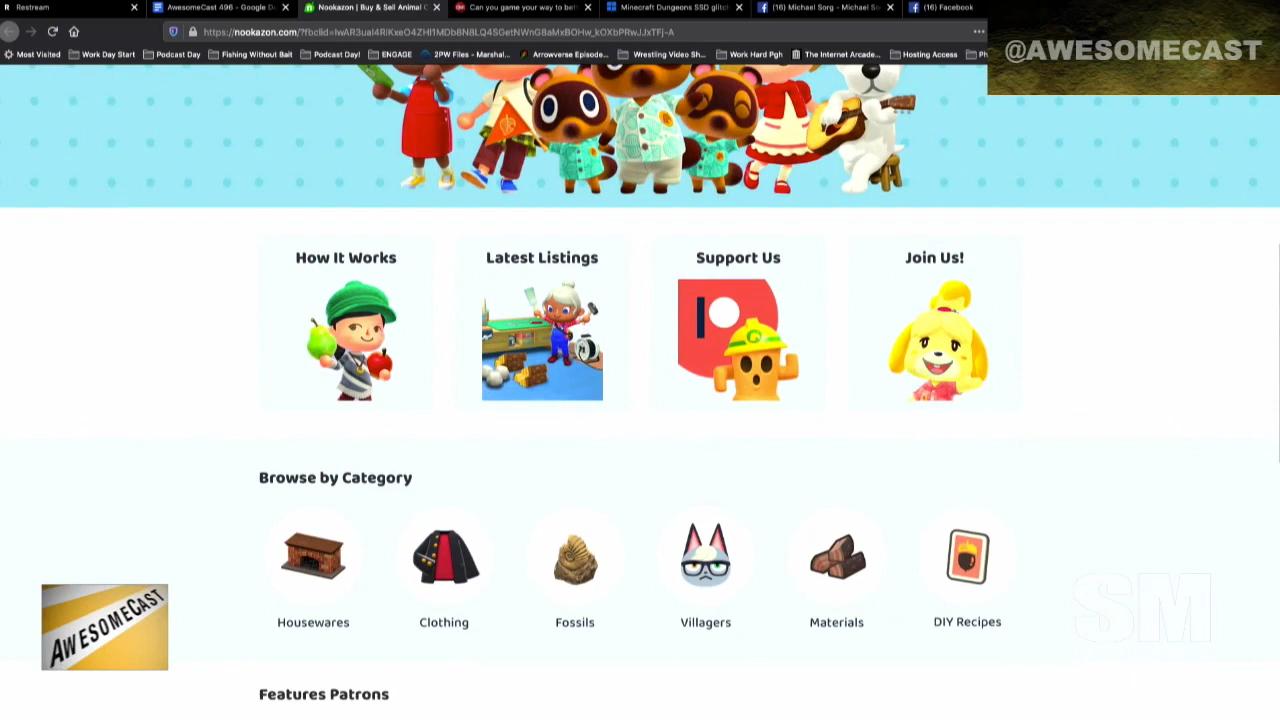 Restream
AwesomeCast 496 - Google D
Nookazon | Buy & Sell Animal C
Can you game your way to bett
Minecraft Dungeons SSD glitch
(16) Michael Sorg - Michael So
(16) Facebook
Most Visited
Work Day Start
Podcast Day
Fishing Without Bait
Podcast Day!
ENGAGE
2PW Files - Marshal...
Arrowverse Episode...
Wrestling Video Sh...
Work Hard Pgh
The Internet Arcade...
Hosting Access
@AWESOMECAST
How It Works
Latest Listings
Support Us
Join Us!
Browse by Category
Housewares
Clothing
Fossils
Villagers
Materials
DIY Recipes
AWESOMECAST
SM
Features Patrons